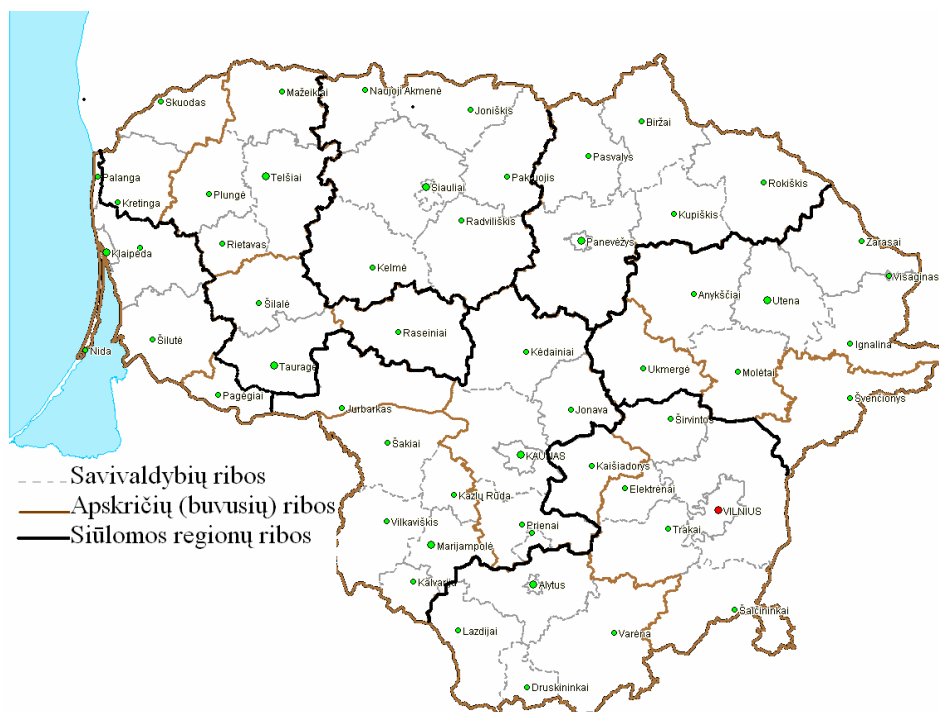 Skuodas
Mažeikiai
Naujoji Akmenė
Joniškis
Biržai
Pasvalys
Palanga
Kretinga
Plungė
Telšiai
Šiauliai
Pakruojis
Rokiškis
Radviliškis
Kupiškis
Klaipėda
Rietavas
Kelmė
Panevėžys
Zarasai
Visaginas
Šilalė
Anykščiai
Utena
Šilutė
Raseiniai
Kėdainiai
Ignalina
Nida
Tauragė
Ukmergė
Molėtai
Pagėgiai
Jurbarkas
Jonava
Širvintos
Švenčionys
Šakiai
KAUNAS
Kaišiadorys
Savivaldybių ribos
Elektrėnai
Kazlų Rūda
Apskričių (buvusių) ribos
Vilkaviškis
Prienai
Trakai
VILNIUS
Siūlomos regionų ribos
Marijampolė
Kalvarija
Alytus
Šalčininkai
Lazdijai
Varėna
Druskininkai